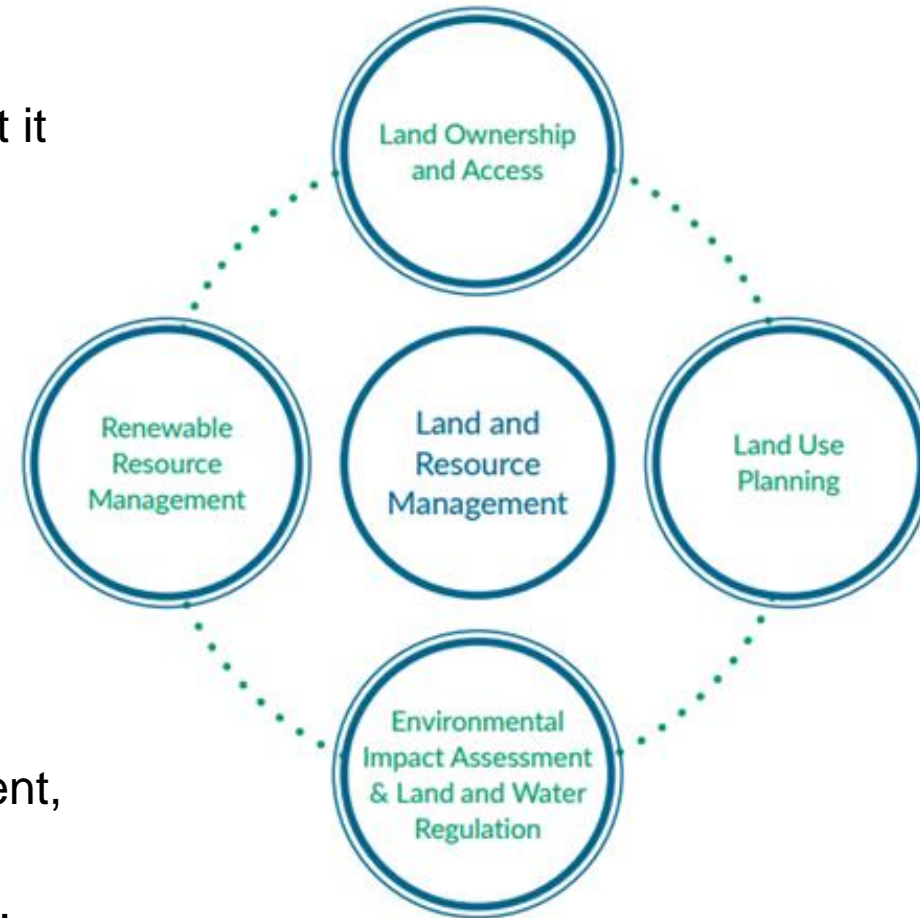 t it
Land Ownership
and Access
Renewable
Resource
Management
Land and
Resource
Management
Land Use
Planning
Environmental
Impact Assessment
& Land and Water
Regulation
ent,